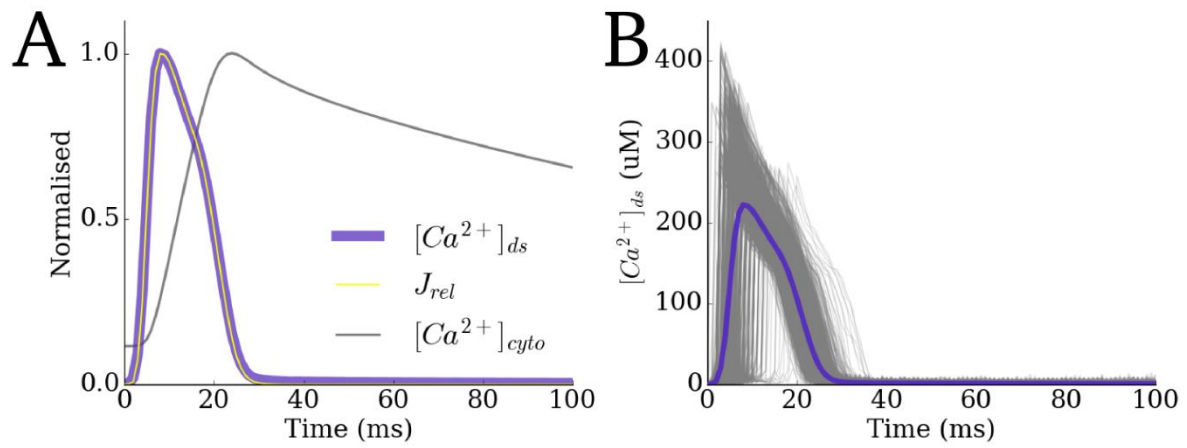 A
1.0
0.5
0.0
Normalised
[Ca²⁺]ds
Jrel
[Ca²⁺]cyto
0 20 40 60 80 100
Time (ms)
B
400
300
200
100
0
[Ca²⁺]ds (uM)
0 20 40 60 80 100
Time (ms)